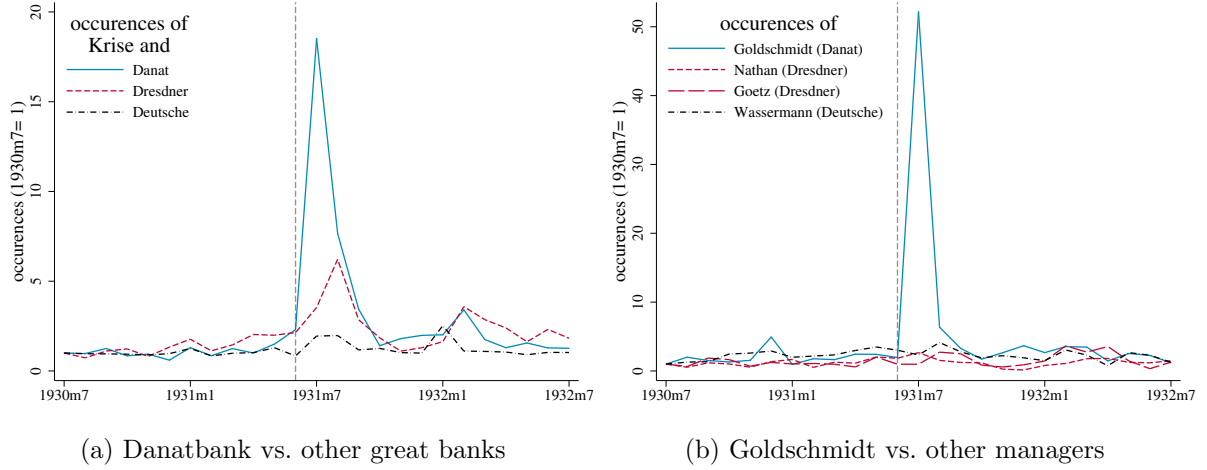 occurences of
Krise and
Danat
Dresdner
Deutsche
occurences (1930m7= 1)
20
15
10
5
0
1930m7
1931m1
1931m7
1932m1
1932m7
(a) Danatbank vs. other great banks
occurences of
Goldschmidt (Danat)
Nathan (Dresdner)
Goetz (Dresdner)
Wassermann (Deutsche)
occurences (1930m7= 1)
50
40
30
20
10
0
1930m7
1931m1
1931m7
1932m1
1932m7
(b) Goldschmidt vs. other managers